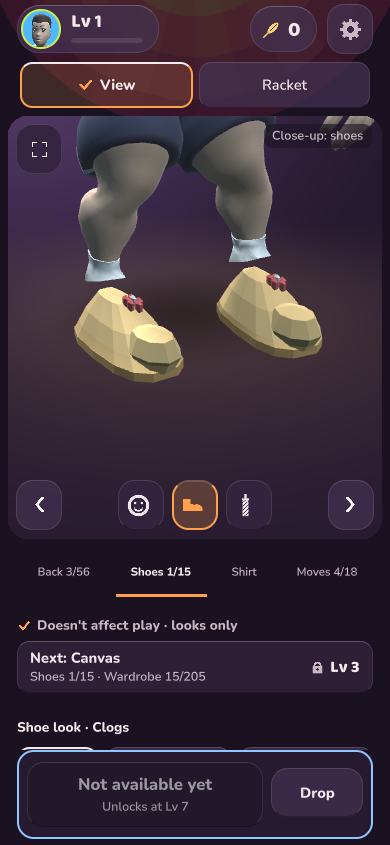 Lv 1
0
View
Racket
Close-up: shoes
Back 3/56
Shoes 1/15
Shirt
Moves 4/18
Doesn't affect play · looks only
Next: Canvas
Shoes 1/15 · Wardrobe 15/205
Lv 3
Shoe look · Clogs
Not available yet
Unlocks at Lv 7
Drop